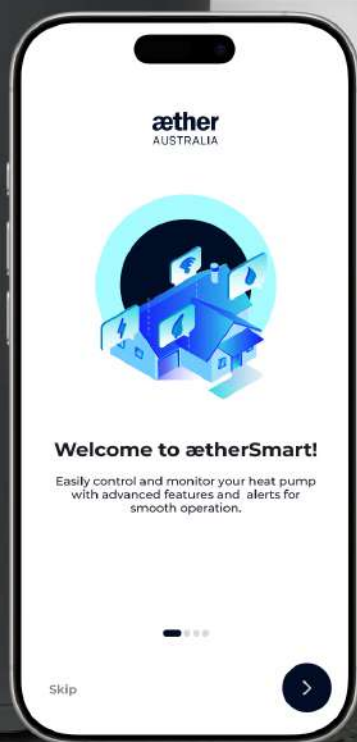 æther
AUSTRALIA
Welcome to ætherSmart!
Easily control and monitor your heat pump
with advanced features and alerts for
smooth operation.
Skip